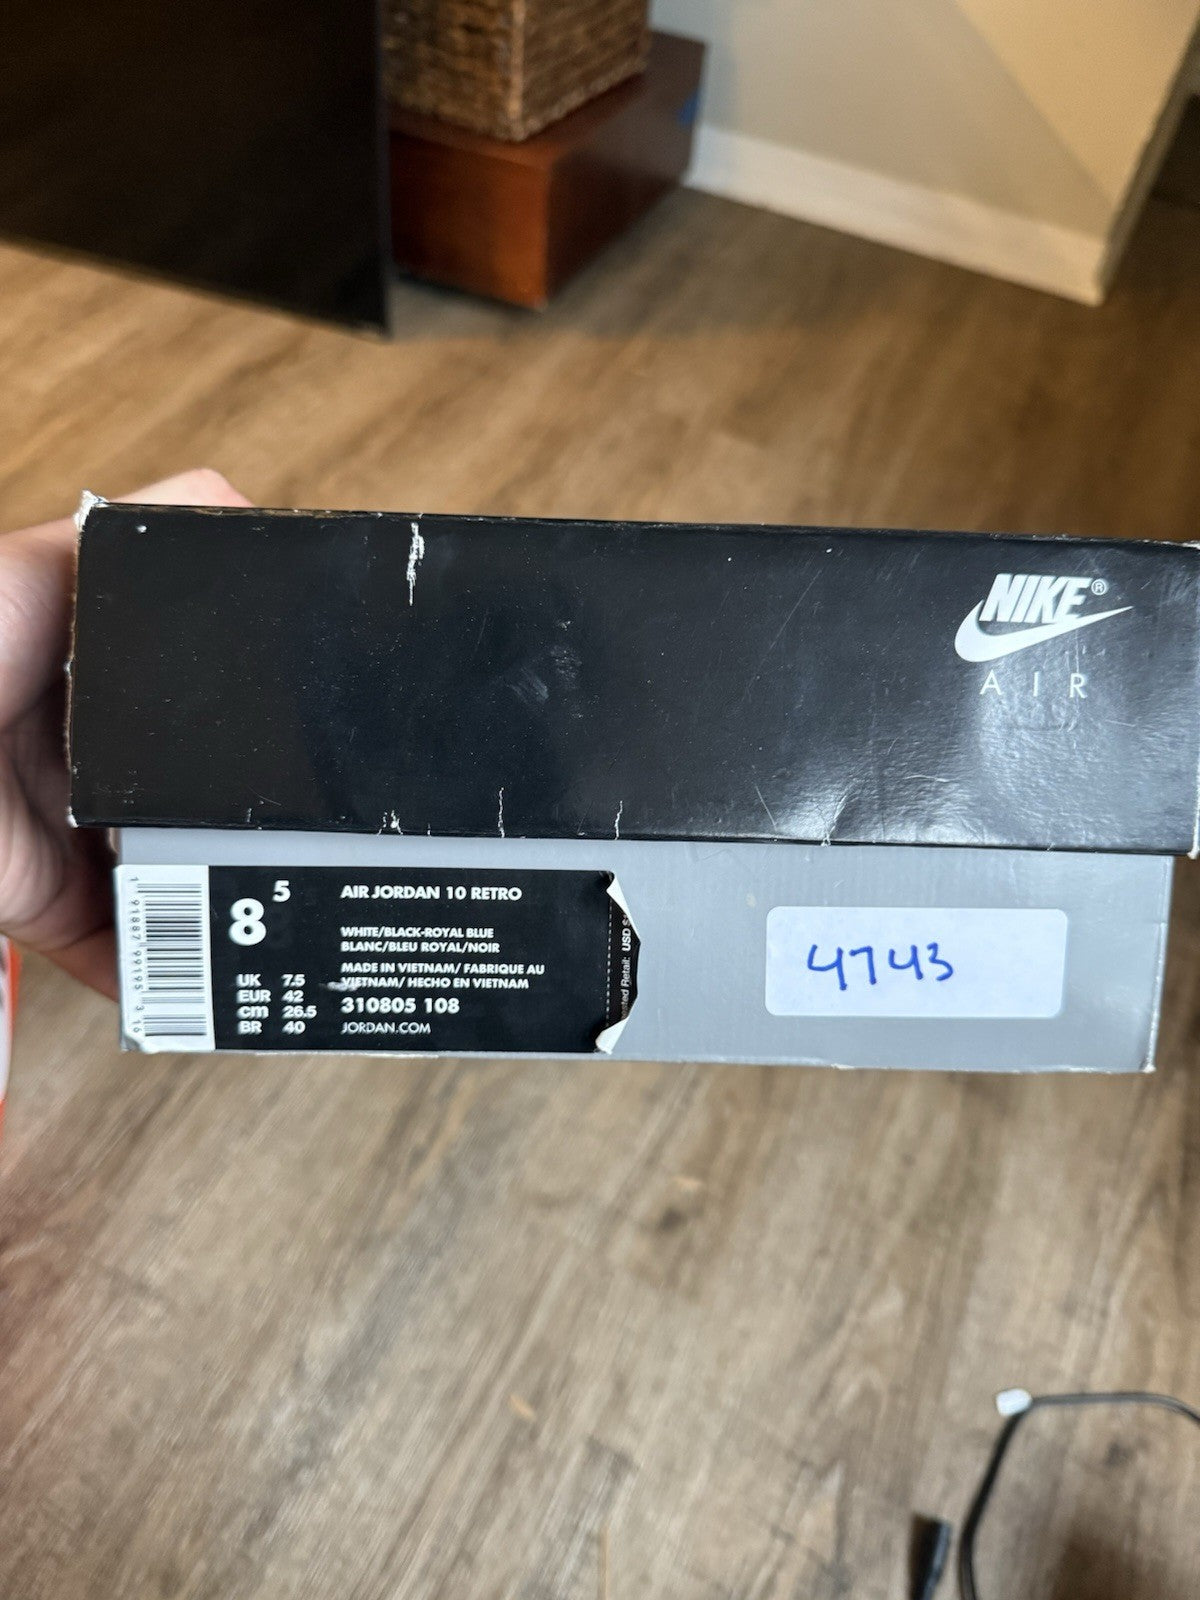 NIKE®
AIR
8 5
UK 7.5
EUR 42
cm 26.5
BR 40
AIR JORDAN 10 RETRO
WHITE/BLACK-ROYAL BLUE
BLANC/BLEU ROYAL/NOIR
MADE IN VIETNAM/ FABRIQUE AU
VIETNAM/ HECHO EN VIETNAM
310805 108
JORDAN.COM
Retail: USD
4743